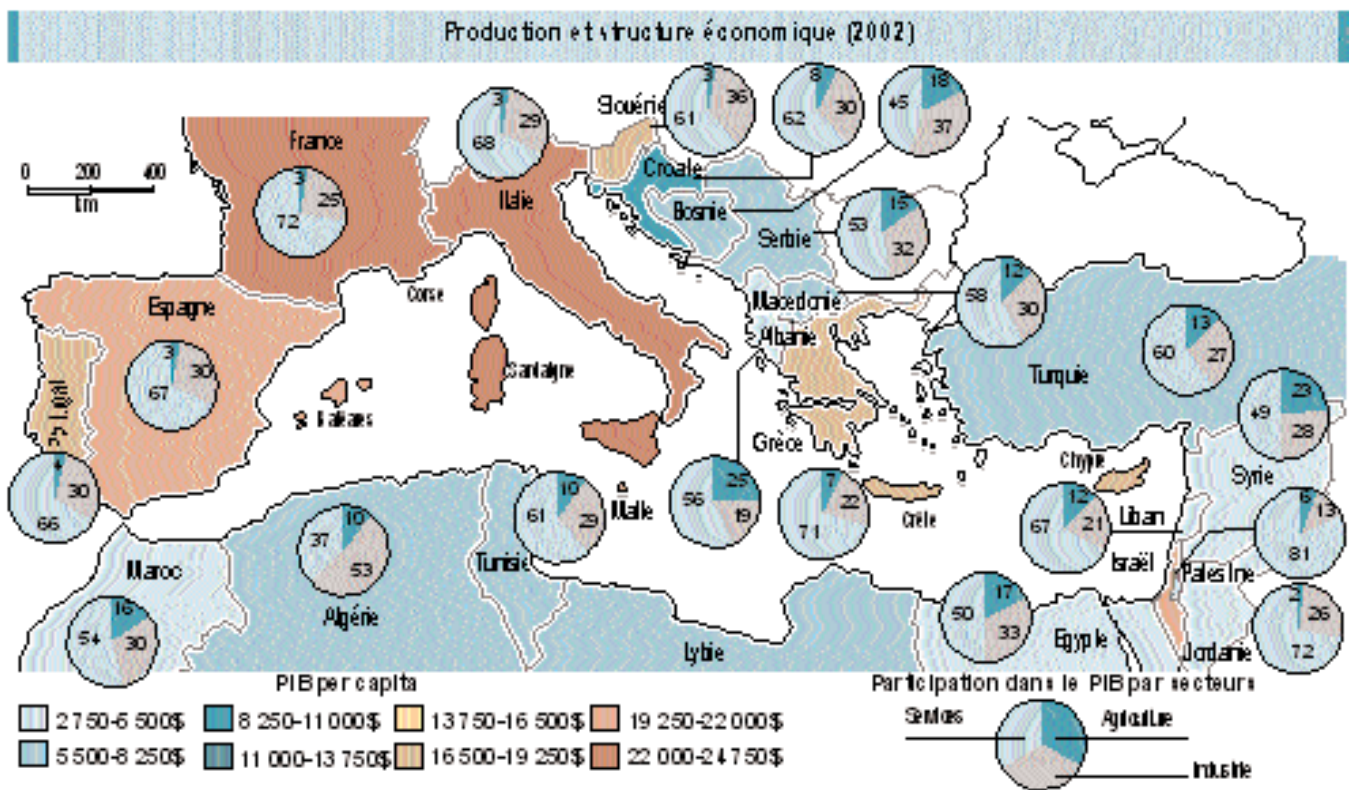 Production et structure économique (2002)
3
36
61
8
30
62
18
45
37
Slouérie
3
29
68
France
0 200 400
km
3
25
72
Italie
Croatie
Bosnie
Serbie
15
53
32
Corse
Espagne
Macedonie
12
58
30
Albanie
13
60
27
Sardaigne
Turquie
3
30
67
Baléares
23
49
28
Grèce
Chypre
Syrie
4
30
66
10
61
29
Malte
25
56
19
7
22
71
Crète
12
67
21
Liban
6
13
81
Maroc
10
37
53
Tunisie
Israël
Palestine
Algérie
16
54
30
17
50
33
Egypte
2
26
72
Lybie
Jordanie
PIB per capita
Participation dans le PIB par secteurs
2 750-6 500$
8 250-11 000$
13 750-16 500$
19 250-22 000$
5 500-8 250$
11 000-13 750$
16 500-19 250$
22 000-24 750$
Services
Agriculture
Industrie